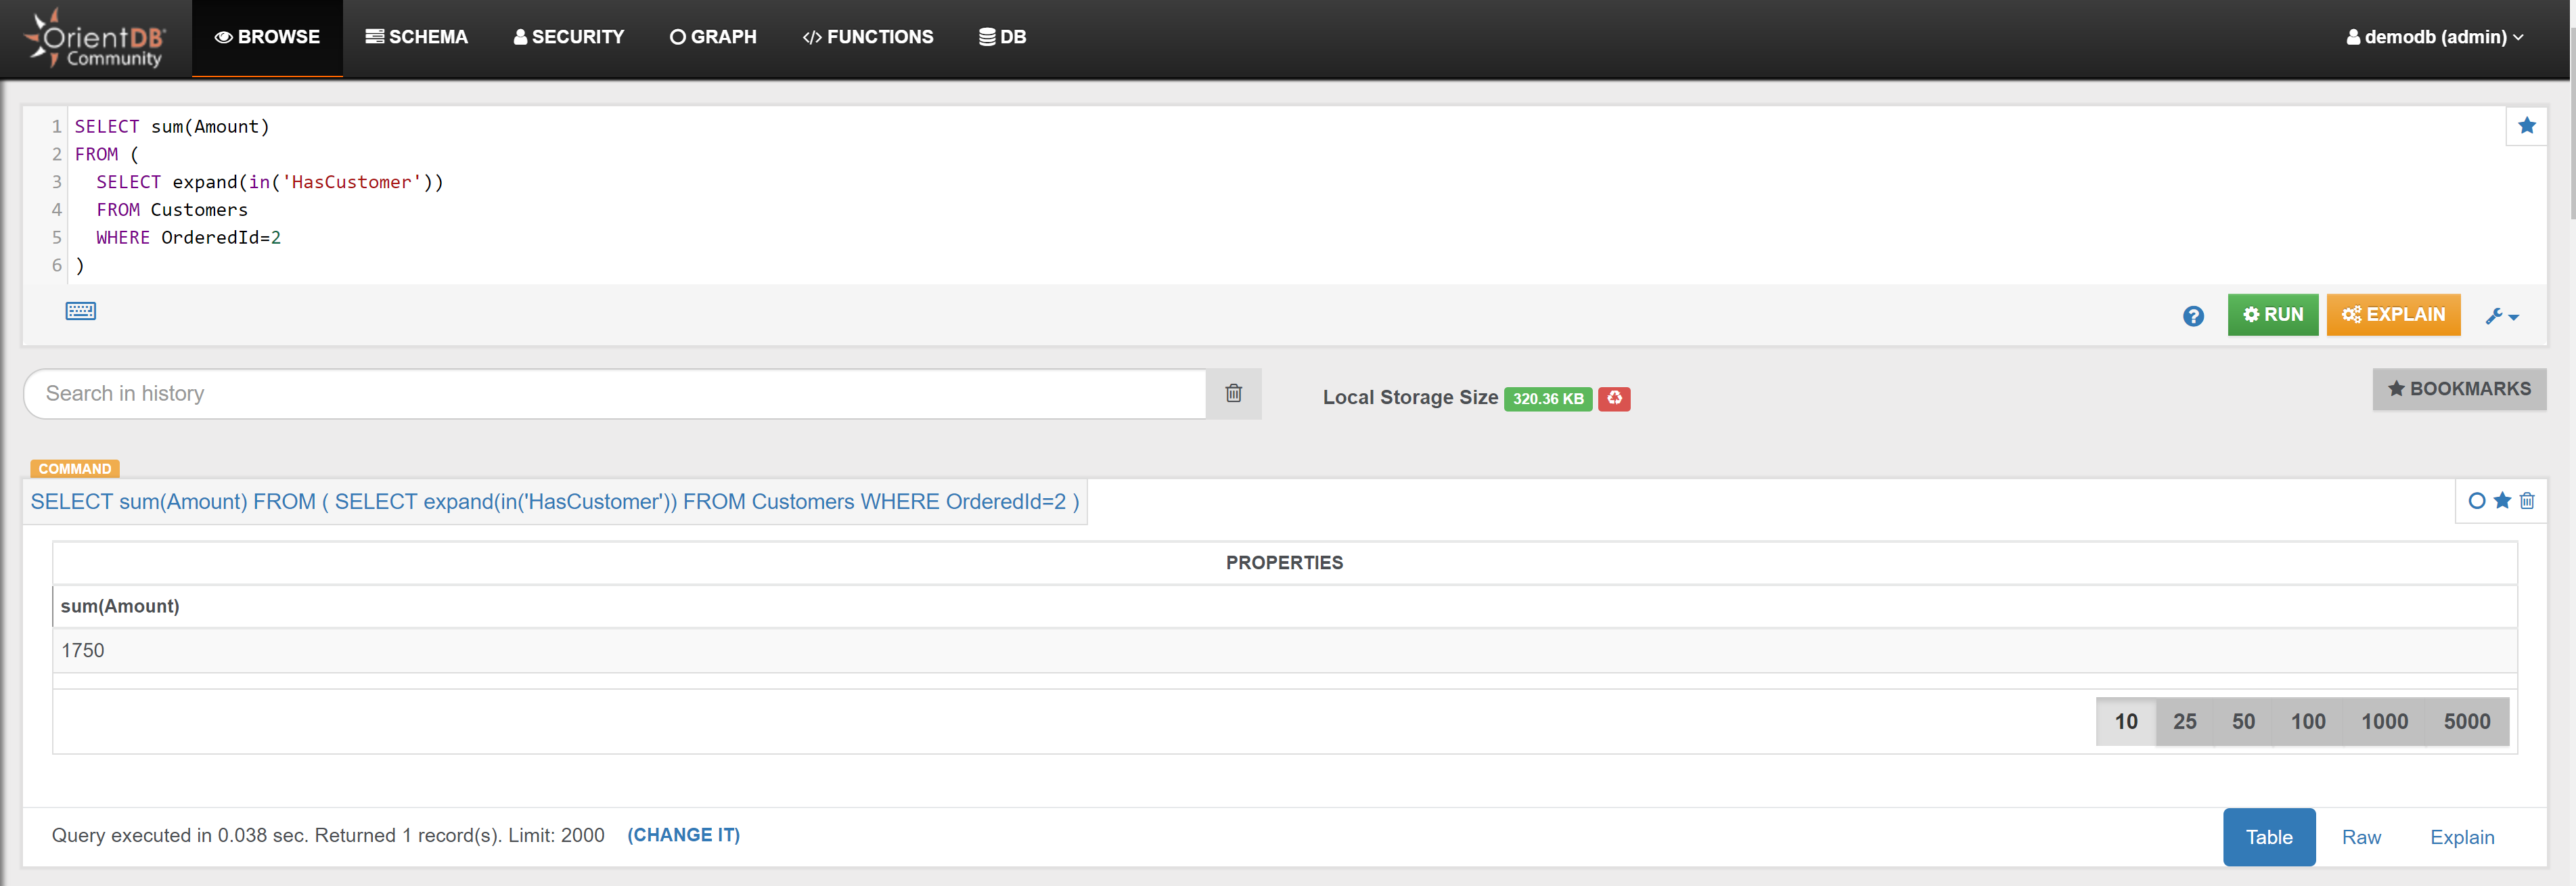 OrientDB
Community
BROWSE
SCHEMA
SECURITY
GRAPH
</> FUNCTIONS
DB
demodb (admin)
1 SELECT sum(Amount)
2 FROM (
3 SELECT expand(in('HasCustomer'))
4 FROM Customers
5 WHERE OrderedId=2
6 )
?
RUN
EXPLAIN
Search in history
Local Storage Size 320.36 KB
BOOKMARKS
COMMAND
SELECT sum(Amount) FROM ( SELECT expand(in('HasCustomer')) FROM Customers WHERE OrderedId=2 )
PROPERTIES
sum(Amount)
1750
10 25 50 100 1000 5000
Query executed in 0.038 sec. Returned 1 record(s). Limit: 2000 (CHANGE IT)
Table Raw Explain